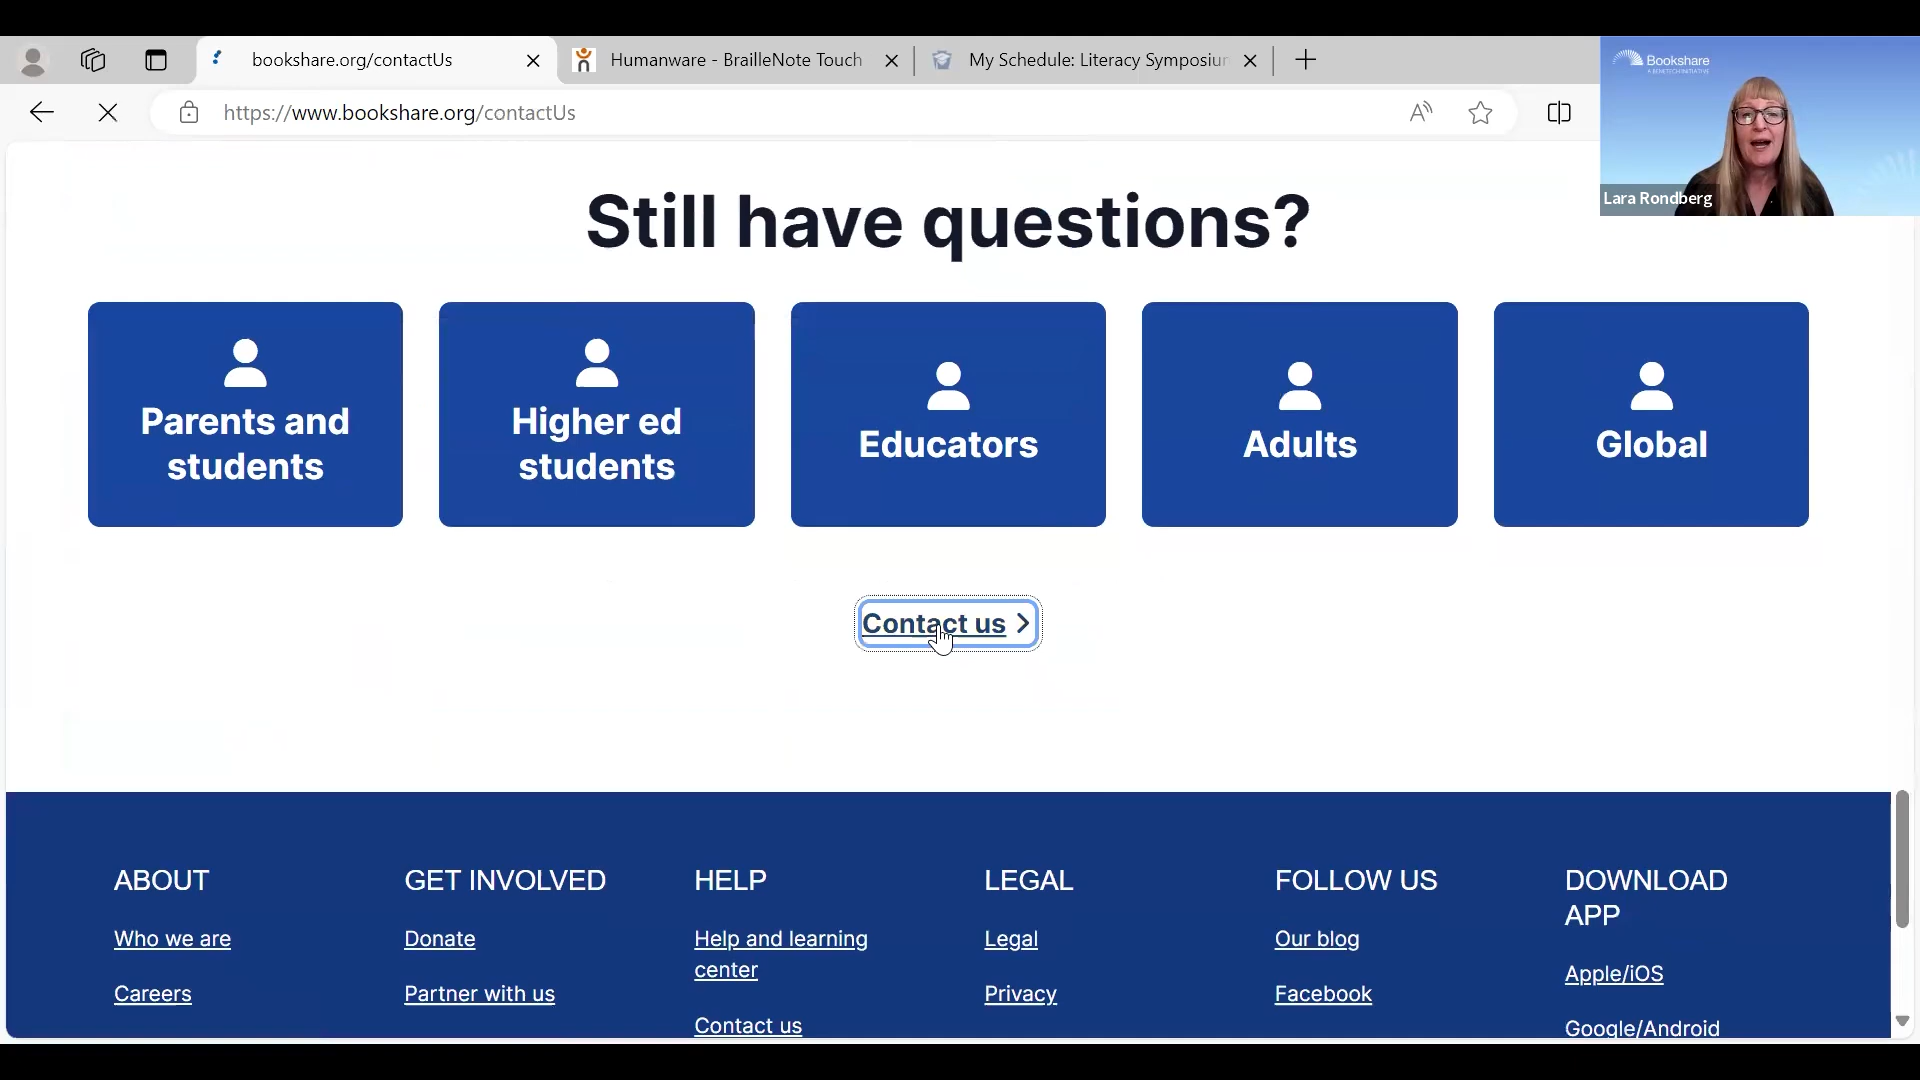 bookshare.org/contactUs
Humanware - BrailleNote Touch
My Schedule: Literacy Symposiur
https://www.bookshare.org/contactUs
Bookshare
A BENETECH INITIATIVE
Lara Rondberg
Still have questions?
Parents and
students
Higher ed
students
Educators
Adults
Global
Contact us
ABOUT
Who we are
Careers
GET INVOLVED
Donate
Partner with us
HELP
Help and learning
center
Contact us
LEGAL
Legal
Privacy
FOLLOW US
Our blog
Facebook
DOWNLOAD
APP
Apple/iOS
Google/Android